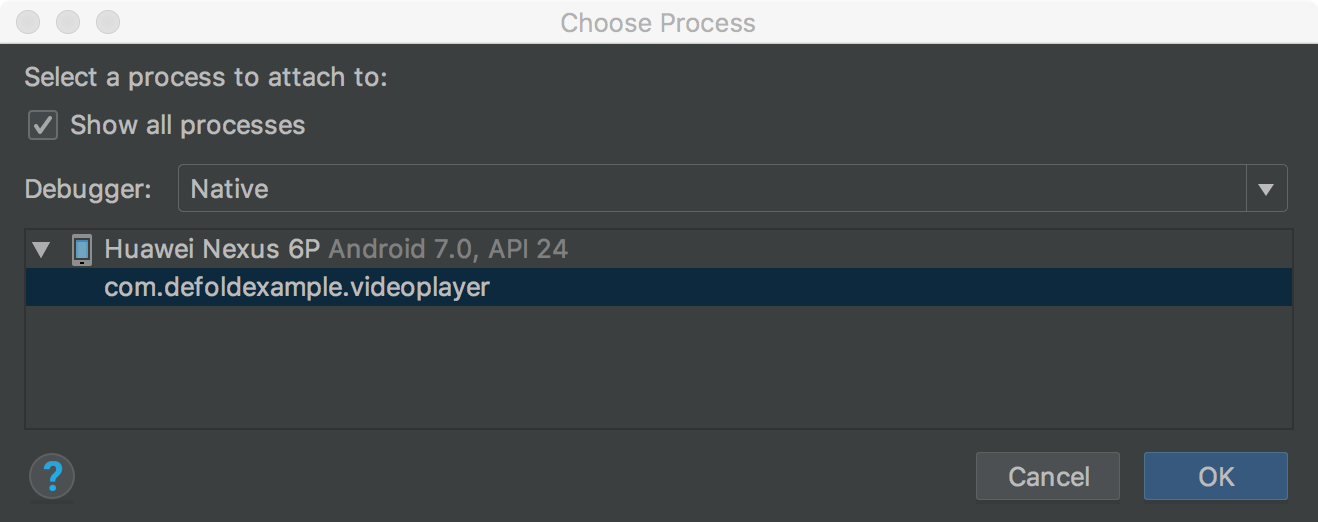 Choose Process
Select a process to attach to:
Show all processes
Debugger: Native
Huawei Nexus 6P Android 7.0, API 24
com.defoldexample.videoplayer
? Cancel OK